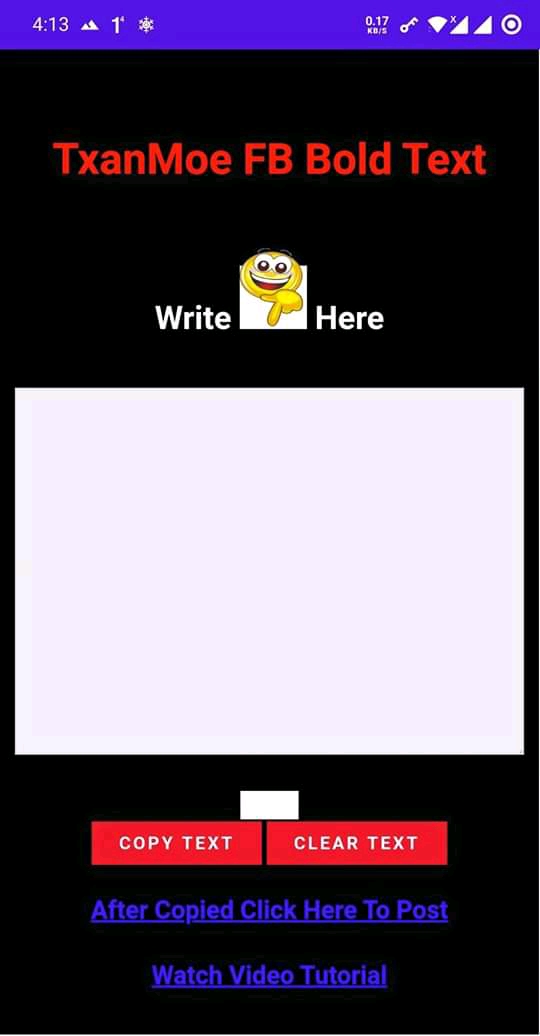 4:13 1 4 0.17 X
KB/S
TxanMoe FB Bold Text
Write Here
COPY TEXT CLEAR TEXT
After Copied Click Here To Post
Watch Video Tutorial